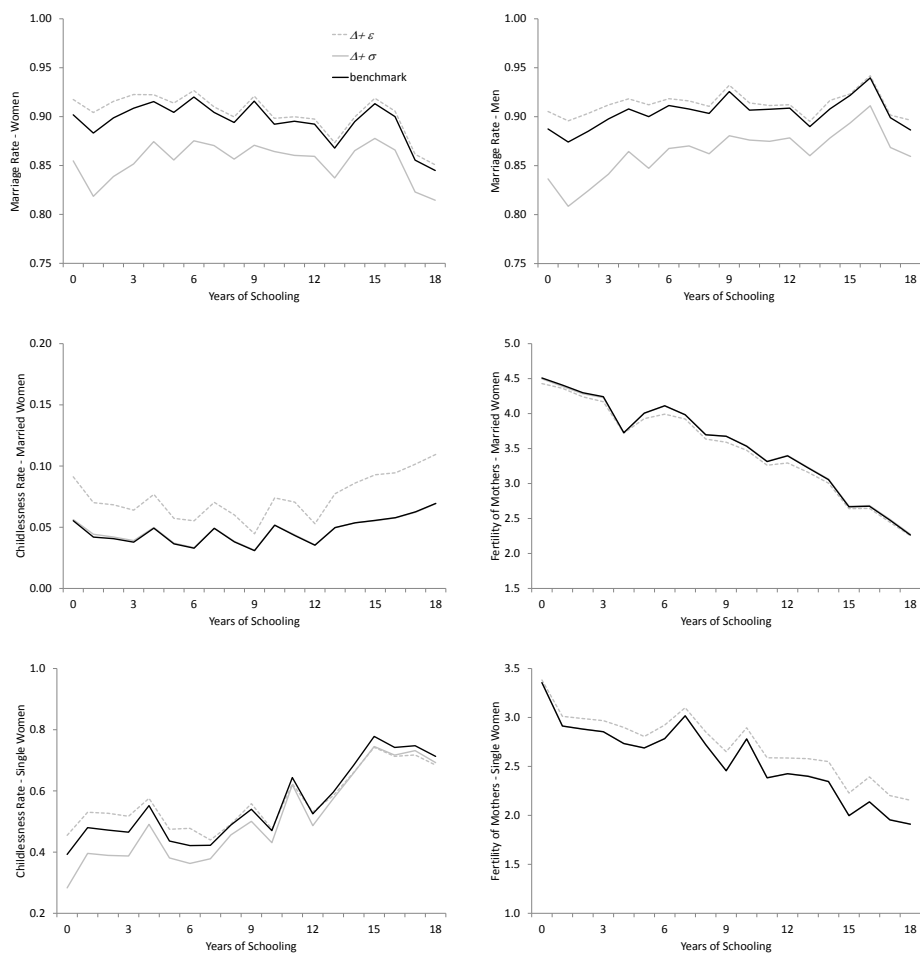 1.00
0.95
0.90
0.85
0.80
0.75
Marriage Rate - Women
0 3 6 9 12 15 18
Years of Schooling
Δ+ ε
Δ+ σ
benchmark
1.00
0.95
0.90
0.85
0.80
0.75
Marriage Rate - Men
0 3 6 9 12 15 18
Years of Schooling
0.20
0.15
0.10
0.05
0.00
Childlessness Rate - Married Women
0 3 6 9 12 15 18
Years of Schooling
5.0
4.5
4.0
3.5
3.0
2.5
2.0
1.5
Fertility of Mothers - Married Women
0 3 6 9 12 15 18
Years of Schooling
1.0
0.8
0.6
0.4
0.2
Childlessness Rate - Single Women
0 3 6 9 12 15 18
Years of Schooling
3.5
3.0
2.5
2.0
1.5
1.0
Fertility of Mothers - Single Women
0 3 6 9 12 15 18
Years of Schooling